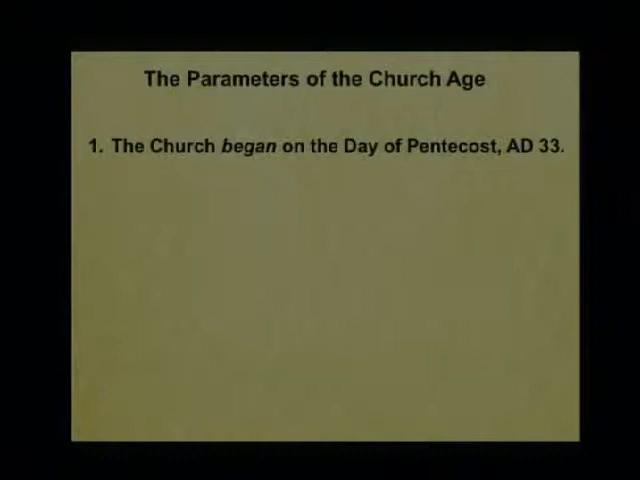 The Parameters of the Church Age
1. The Church began on the Day of Pentecost, AD 33.